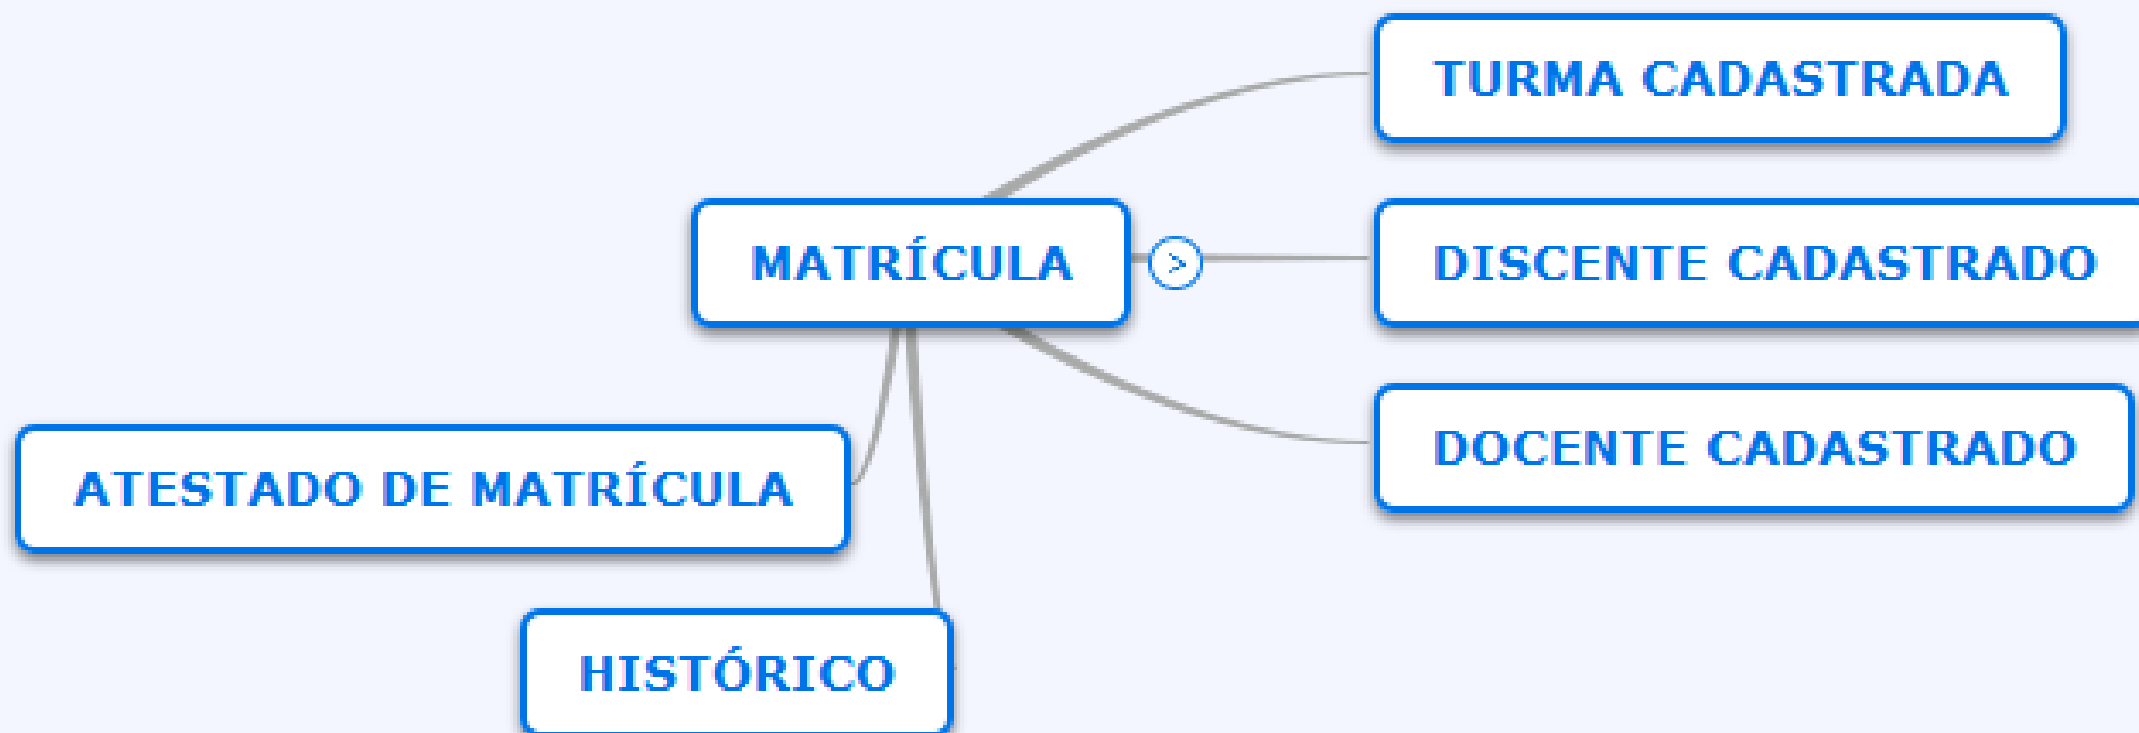 TURMA CADASTRADA
MATRÍCULA
>
DISCENTE CADASTRADO
DOCENTE CADASTRADO
ATESTADO DE MATRÍCULA
HISTÓRICO